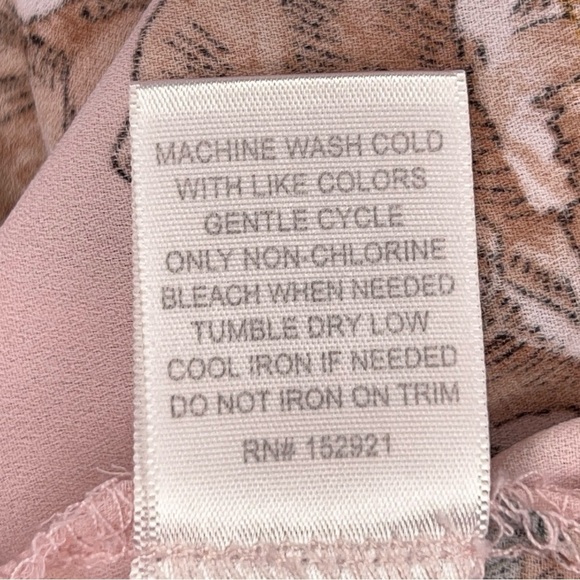 MACHINE WASH COLD
WITH LIKE COLORS
GENTLE CYCLE
ONLY NON-CHLORINE
BLEACH WHEN NEEDED
TUMBLE DRY LOW
COOL IRON IF NEEDED
DO NOT IRON ON TRIM
RN# 152921